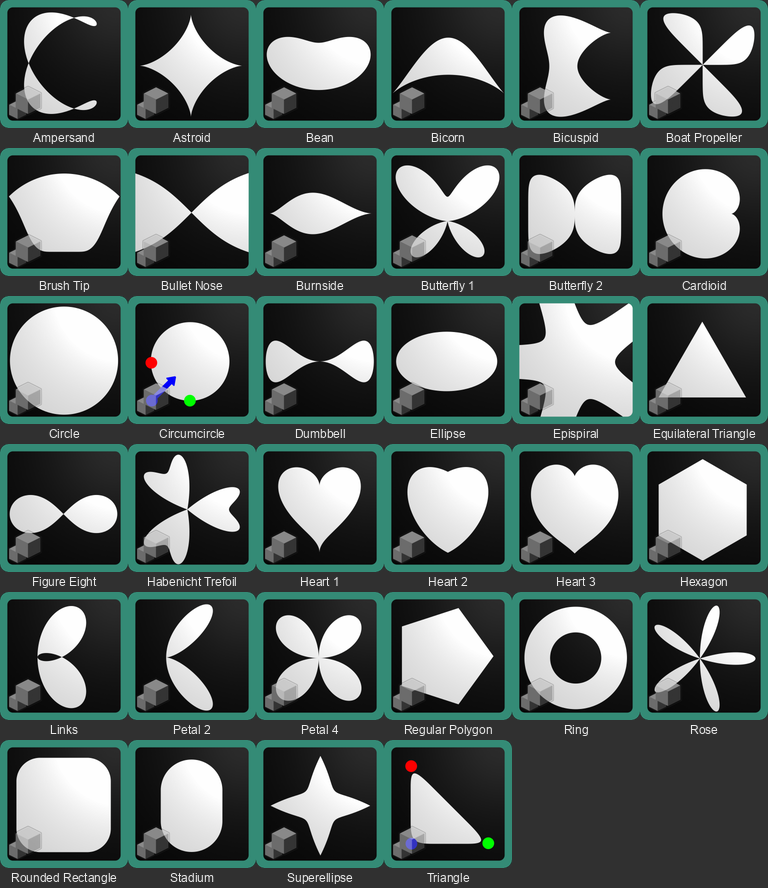 Ampersand Astroid Bean Bicorn Bicuspid Boat Propeller
Brush Tip Bullet Nose Burnside Butterfly 1 Butterfly 2 Cardioid
Circle Circumcircle Dumbbell Ellipse Epispiral Equilateral Triangle
Figure Eight Habenicht Trefoil Heart 1 Heart 2 Heart 3 Hexagon
Links Petal 2 Petal 4 Regular Polygon Ring Rose
Rounded Rectangle Stadium Superellipse Triangle